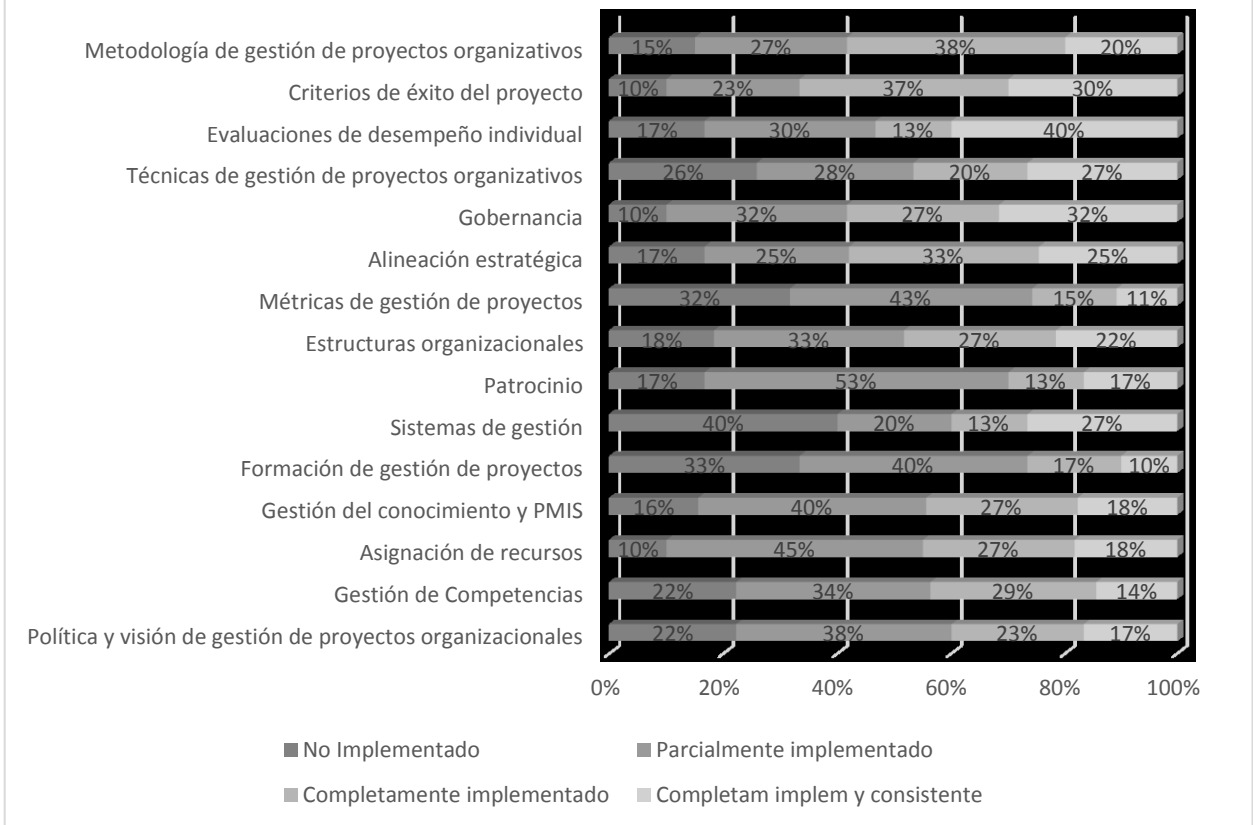 Metodología de gestión de proyectos organizativos 15% 27% 38% 20%
Criterios de éxito del proyecto 10% 23% 37% 30%
Evaluaciones de desempeño individual 17% 30% 13% 40%
Técnicas de gestión de proyectos organizativos 26% 28% 20% 27%
Gobernancia 10% 32% 27% 32%
Alineación estratégica 17% 25% 33% 25%
Métricas de gestión de proyectos 32% 43% 15% 11%
Estructuras organizacionales 18% 33% 27% 22%
Patrocinio 17% 53% 13% 17%
Sistemas de gestión 40% 20% 13% 27%
Formación de gestión de proyectos 33% 40% 17% 10%
Gestión del conocimiento y PMIS 16% 40% 27% 18%
Asignación de recursos 10% 45% 27% 18%
Gestión de Competencias 22% 34% 29% 14%
Política y visión de gestión de proyectos organizacionales 22% 38% 23% 17%
0% 20% 40% 60% 80% 100%
No Implementado Parcialmente implementado
Completamente implementado Completam implem y consistente